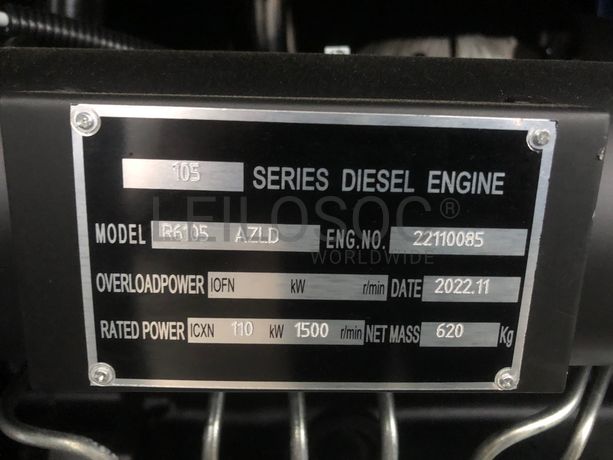 105 SERIES DIESEL ENGINE
MODEL R6105 AZLD ENG.NO. 22110085
LEILOSOC®
WORLDWIDE
OVERLOADPOWER IOFN kW r/min DATE 2022.11
RATED POWER ICXN 110 kW 1500 r/min NET MASS 620 Kg